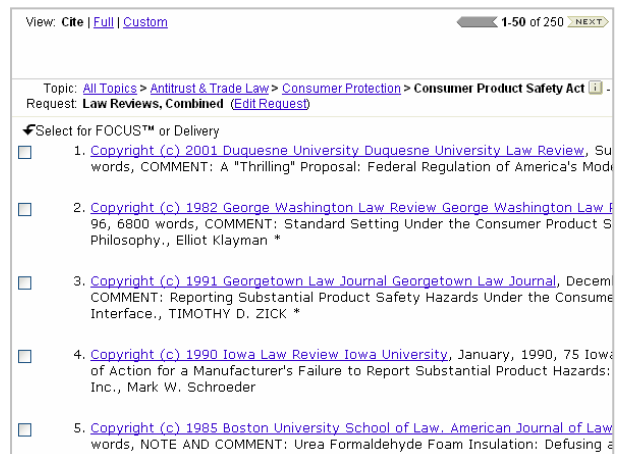 View: Cite | Full | Custom
1-50 of 250 NEXT
Topic: All Topics > Antitrust & Trade Law > Consumer Protection > Consumer Product Safety Act i -
Request: Law Reviews, Combined (Edit Request)
Select for FOCUS™ or Delivery
1. Copyright (c) 2001 Duquesne University Duquesne University Law Review, Su
words, COMMENT: A "Thrilling" Proposal: Federal Regulation of America's Mod
2. Copyright (c) 1982 George Washington Law Review George Washington Law
96, 6800 words, COMMENT: Standard Setting Under the Consumer Product S
Philosophy., Elliot Klayman *
3. Copyright (c) 1991 Georgetown Law Journal Georgetown Law Journal, Decem
COMMENT: Reporting Substantial Product Safety Hazards Under the Consume
Interface., TIMOTHY D. ZICK *
4. Copyright (c) 1990 Iowa Law Review Iowa University, January, 1990, 75 Iowa
of Action for a Manufacturer's Failure to Report Substantial Product Hazards:
Inc., Mark W. Schroeder
5. Copyright (c) 1985 Boston University School of Law. American Journal of Law
words, NOTE AND COMMENT: Urea Formaldehyde Foam Insulation: Defusing a